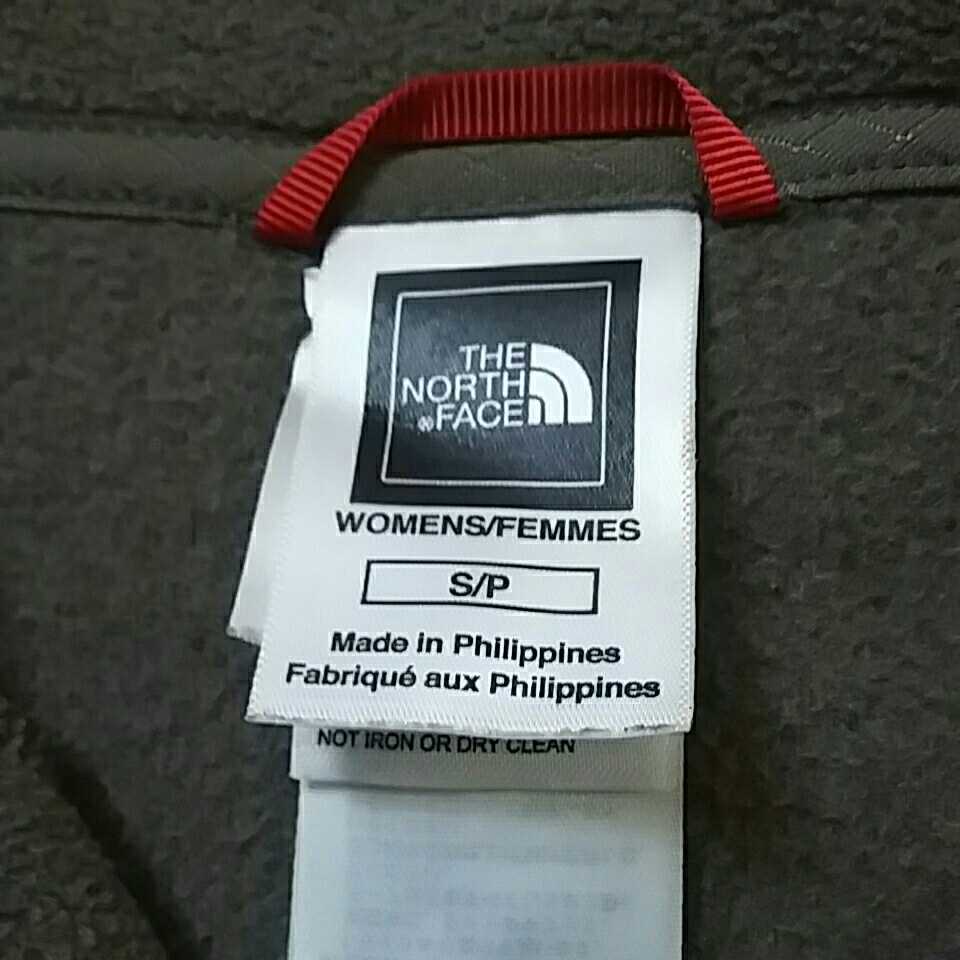 THE
NORTH
FACE®
WOMENS/FEMMES
S/P
Made in Philippines
Fabriqué aux Philippines
NOT IRON OR DRY CLEAN